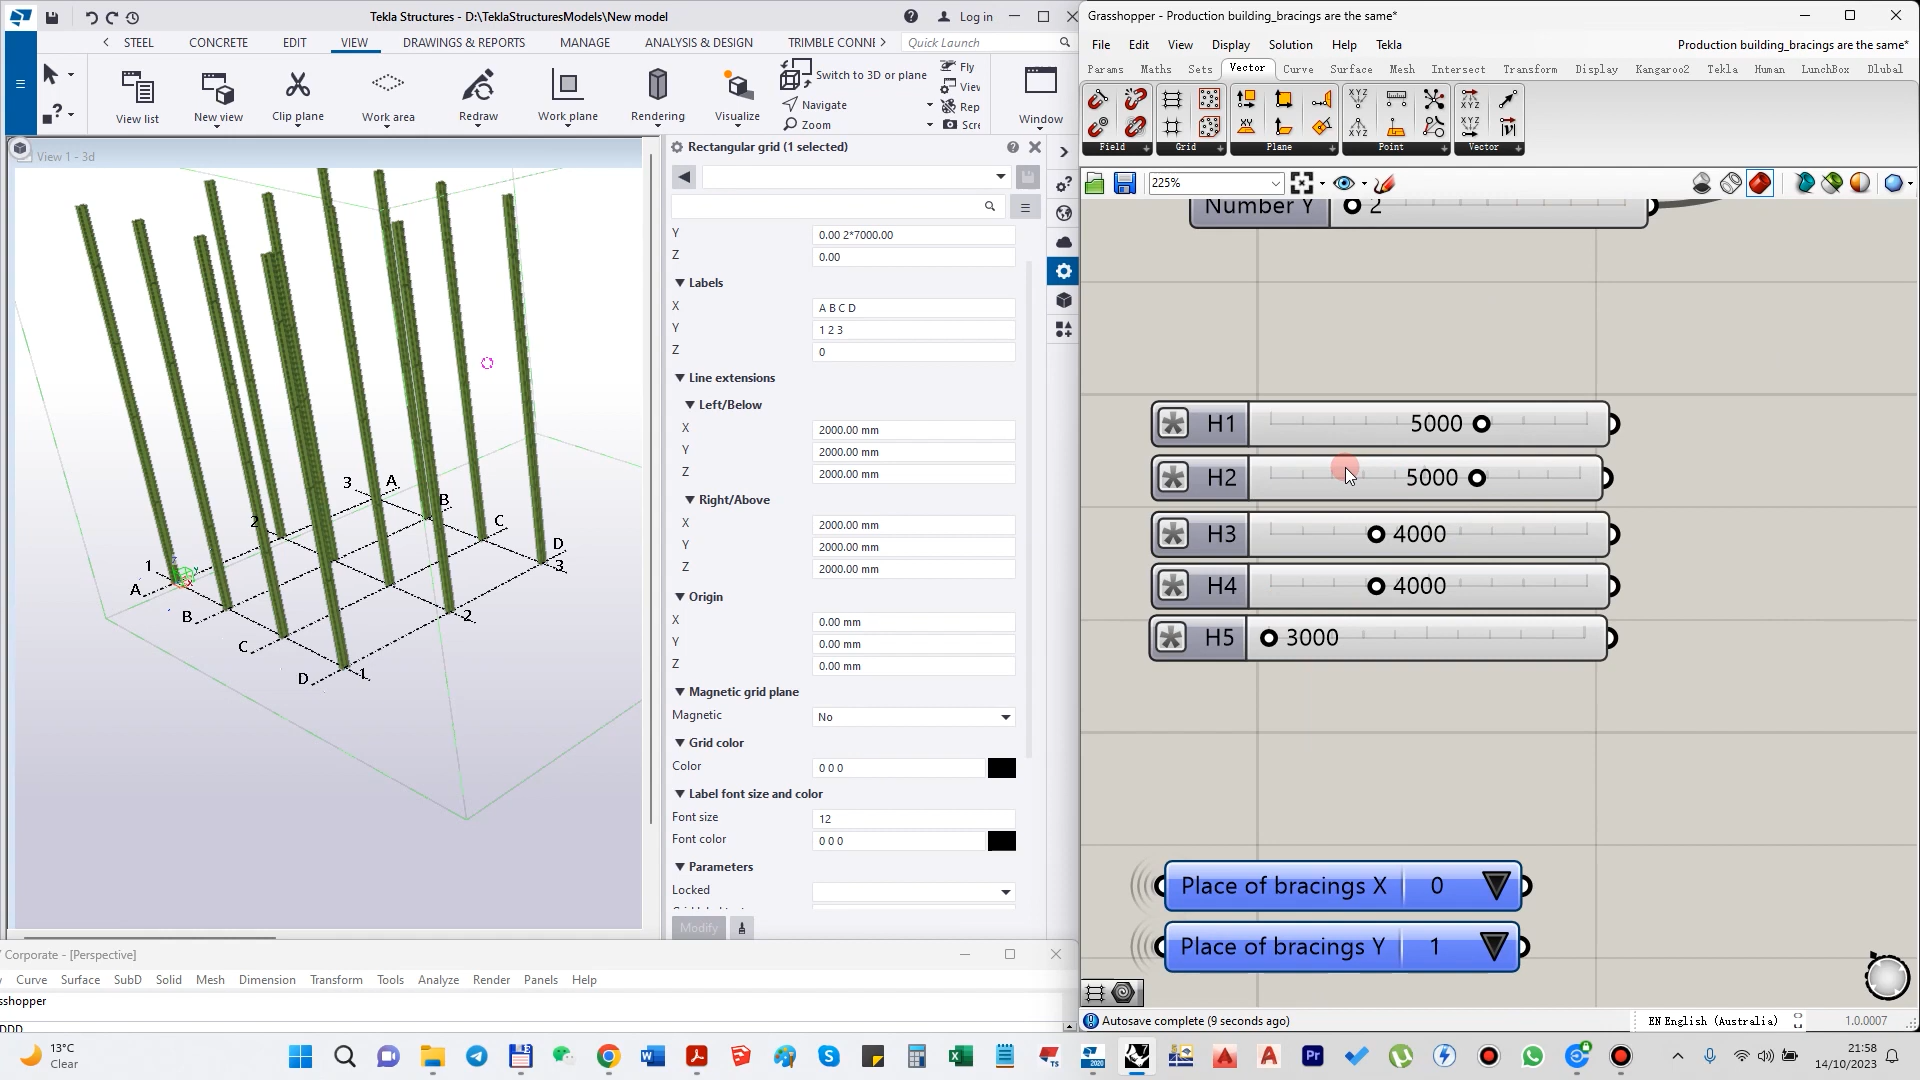 Tekla Structures - D:\TeklaStructuresModels\New model
Log in
STEEL CONCRETE EDIT VIEW DRAWINGS & REPORTS MANAGE ANALYSIS & DESIGN TRIMBLE CONNE Quick Launch
View list
New view
Clip plane
Work area
Redraw
Work plane
Rendering
Visualize
Switch to 3D or plane
Navigate
Zoom
Fly
View
Rep
Scre
Window
View 1 - 3d
3 A
B
2 C
D
3
1
A
B
2
C
D 1
Rectangular grid (1 selected)
Y 0.00 2*7000.00
Z 0.00
Labels
X A B C D
Y 1 2 3
Z 0
Line extensions
Left/Below
X 2000.00 mm
Y 2000.00 mm
Z 2000.00 mm
Right/Above
X 2000.00 mm
Y 2000.00 mm
Z 2000.00 mm
Origin
X 0.00 mm
Y 0.00 mm
Z 0.00 mm
Magnetic grid plane
Magnetic No
Grid color
Color 0 0 0
Label font size and color
Font size 12
Font color 0 0 0
Parameters
Locked
Modify
Corporate - [Perspective]
Curve Surface SubD Solid Mesh Dimension Transform Tools Analyze Render Panels Help
sshopper
DDD
Grasshopper - Production building_bracings are the same*
File Edit View Display Solution Help Tekla
Production building_bracings are the same*
Params Maths Sets Vector Curve Surface Mesh Intersect Transform Display Kangaroo2 Tekla Human LunchBox Dlubal
Field Grid Plane Point Vector
225%
Number Y 2
H1 5000
H2 5000
H3 4000
H4 4000
H5 3000
Place of bracings X 0
Place of bracings Y 1
Autosave complete (9 seconds ago)
EN English (Australia)
1.0.0007
13°C
Clear
21:58
14/10/2023